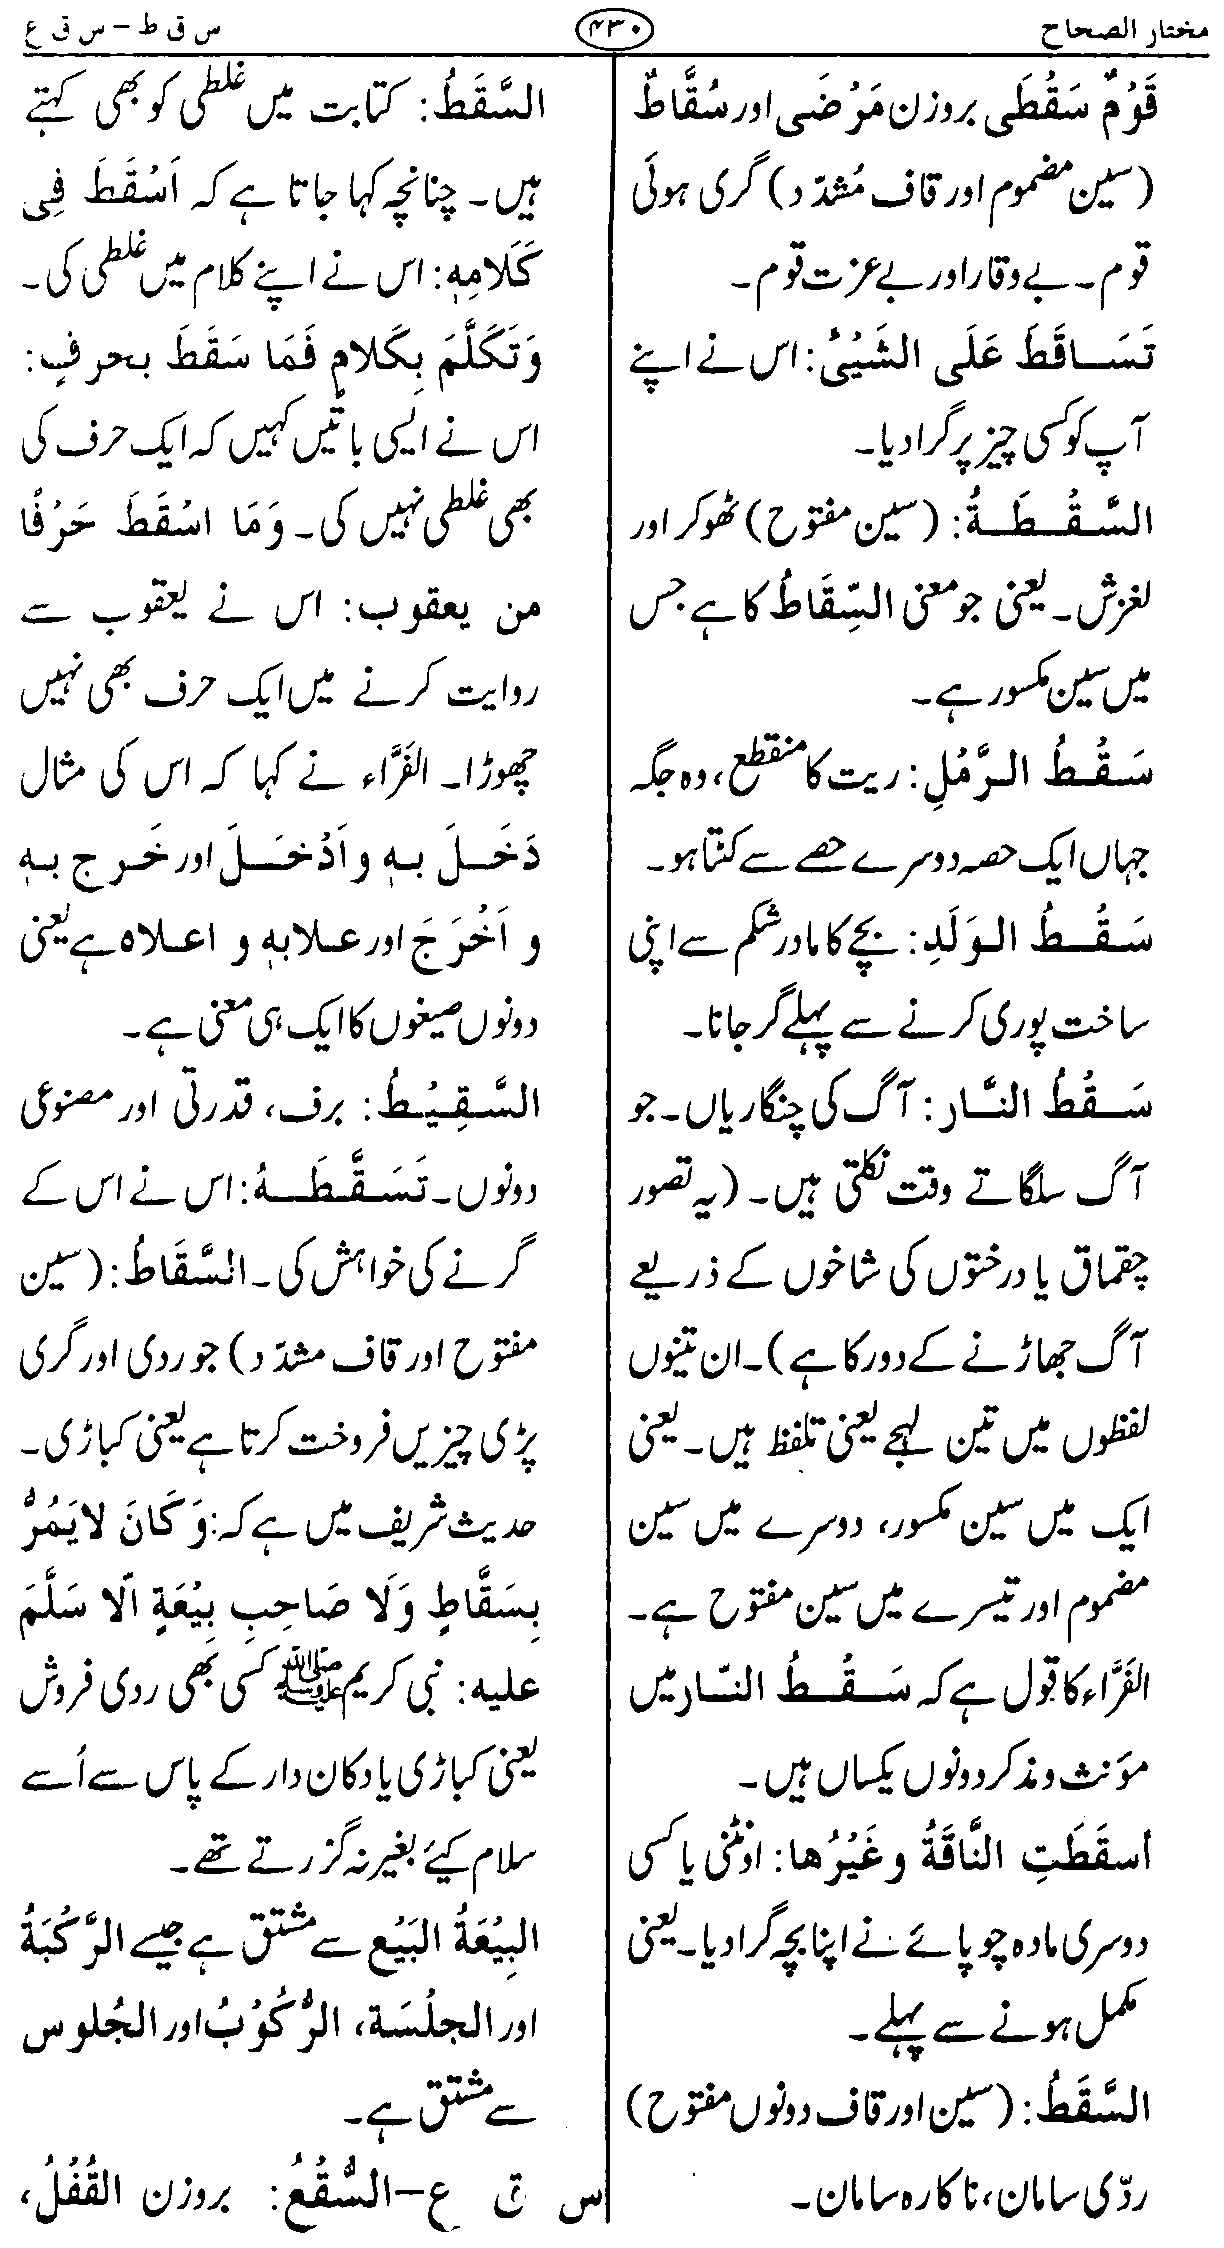 مختار الصحاح
۴۳۰
س ق ط – س ق ع
قَوْمٌ سَقْطَى بروزن مَرْضَى اور سُقَّاطٌ
(سین مضموم اور قاف مُشدّد) گری ہوئی
قوم۔ بے وقار اور بے عزت قوم۔
تَسَاقَطَ عَلَى الشَّيْئُ: اس نے اپنے
آپ کو کسی چیز پر گرا دیا۔
السَّقْطَةُ: (سین مفتوح) ٹھوکر اور
لغزش۔ یعنی جو معنی السِّقَاطُ کا ہے جس
میں سین مکسور ہے۔
سَقْطُ الرَّمْلِ: ریت کا منقطع، وہ جگہ
جہاں ایک حصہ دوسرے حصے سے کٹتا ہو۔
سَقْطُ الوَلَدِ: بچے کا مادر شکم سے اپنی
ساخت پوری کرنے سے پہلے گر جانا۔
سَقْطُ النَّار: آگ کی چنگاریاں۔ جو
آگ سلگاتے وقت نکلتی ہیں۔ (یہ تصور
چقماق یا درختوں کی شاخوں کے ذریعے
آگ جھاڑنے کے دور کا ہے)۔ ان تینوں
لفظوں میں تین لہجے یعنی تلفظ ہیں۔ یعنی
ایک میں سین مکسور، دوسرے میں سین
مضموم اور تیسرے میں سین مفتوح ہے۔
الفَرَّاء کا قول ہے کہ سَقْطُ النّار میں
مؤنث و مذکر دونوں یکساں ہیں۔
أسقَطَتِ النَّاقَةُ وغَيْرُها: اونٹنی یا کسی
دوسری مادہ چوپائے نے اپنا بچہ گرا دیا۔ یعنی
مکمل ہونے سے پہلے۔
السَّقَطُ: (سین اور قاف دونوں مفتوح)
ردّی سامان، ناکارہ سامان۔
السَّقَطُ: کتابت میں غلطی کو بھی کہتے
ہیں۔ چنانچہ کہا جاتا ہے کہ اَسْقَطَ فِي
كَلَامِهٖ: اس نے اپنے کلام میں غلطی کی۔
وَتَكَلَّمَ بِكَلامٍ فَمَا سَقَطَ بحرفٍ:
اس نے ایسی باتیں کہیں کہ ایک حرف کی
بھی غلطی نہیں کی۔ وَمَا اسْقَطَ حَرْفًا
من يعقوب: اس نے یعقوب سے
روایت کرنے میں ایک حرف بھی نہیں
چھوڑا۔ الفَرَّاء نے کہا کہ اس کی مثال
دَخَلَ بهٖ و اَدْخَلَ اور خَرج بهٖ
و اَخْرَجَ اور علابهٖ و اعلاه ہے یعنی
دونوں صیغوں کا ایک ہی معنی ہے۔
السَّقِيْطُ: برف، قدرتی اور مصنوعی
دونوں۔ تَسَقَّطَهُ: اس نے اس کے
گرنے کی خواہش کی۔ السَّقَاطُ: (سین
مفتوح اور قاف مشدّد) جو ردی اور گری
پڑی چیزیں فروخت کرتا ہے یعنی کباڑی۔
حدیث شریف میں ہے کہ: وَكَانَ لايَمُرُّ
بِسَقَّاطٍ وَلَا صَاحِبِ بِيْعَةٍ الّا سَلَّمَ
علیه: نبی کریم ﷺ کسی بھی ردی فروش
یعنی کباڑی یا دکان دار کے پاس سے اُسے
سلام کیئے بغیر نہ گزرتے تھے۔
البِيْعَةُ البَيْع سے مشتق ہے جیسے الرَّكْبَةُ
اور الجلْسَة، الرُّكُوْبُ اور الجُلوس
سے مشتق ہے۔
س ق ع–السُّقْعُ: بروزن القُفْلُ،